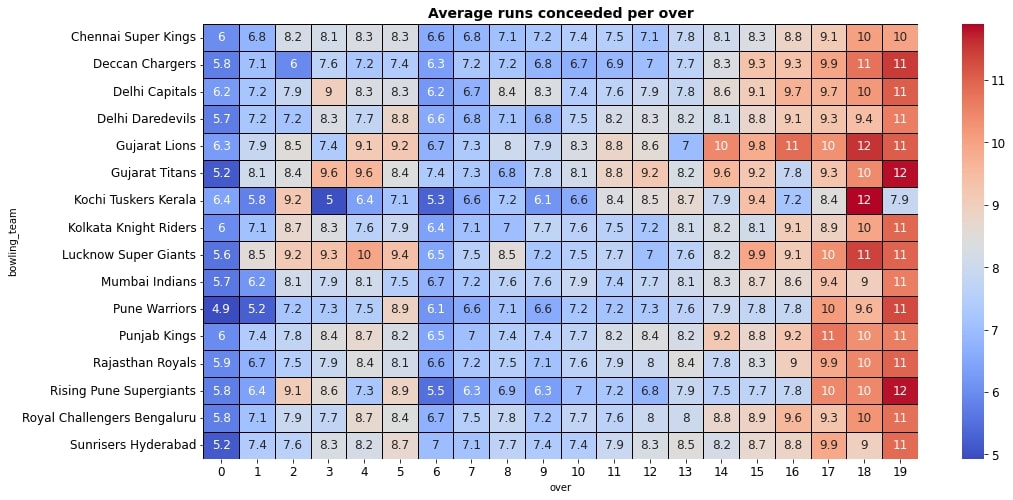 Average runs conceeded per over
Chennai Super Kings 6 6.8 8.2 8.1 8.3 8.3 6.6 6.8 7.1 7.2 7.4 7.5 7.1 7.8 8.1 8.3 8.8 9.1 10 10
Deccan Chargers 5.8 7.1 6 7.6 7.2 7.4 6.3 7.2 7.2 6.8 6.7 6.9 7 7.7 8.3 9.3 9.3 9.9 11 11
Delhi Capitals 6.2 7.2 7.9 9 8.3 8.3 6.2 6.7 8.4 8.3 7.4 7.6 7.9 7.8 8.6 9.1 9.7 9.7 10 11
Delhi Daredevils 5.7 7.2 7.2 8.3 7.7 8.8 6.6 6.8 7.1 6.8 7.5 8.2 8.3 8.2 8.1 8.8 9.1 9.3 9.4 11
Gujarat Lions 6.3 7.9 8.5 7.4 9.1 9.2 6.7 7.3 8 7.9 8.3 8.8 8.6 7 10 9.8 11 10 12 11
Gujarat Titans 5.2 8.1 8.4 9.6 9.6 8.4 7.4 7.3 6.8 7.8 8.1 8.8 9.2 8.2 9.6 9.2 7.8 9.3 10 12
Kochi Tuskers Kerala 6.4 5.8 9.2 5 6.4 7.1 5.3 6.6 7.2 6.1 6.6 8.4 8.5 8.7 7.9 9.4 7.2 8.4 12 7.9
Kolkata Knight Riders 6 7.1 8.7 8.3 7.6 7.9 6.4 7.1 7 7.7 7.6 7.5 7.2 8.1 8.2 8.1 9.1 8.9 10 11
Lucknow Super Giants 5.6 8.5 9.2 9.3 10 9.4 6.5 7.5 8.5 7.2 7.5 7.7 7 7.6 8.2 9.9 9.1 10 11 11
Mumbai Indians 5.7 6.2 8.1 7.9 8.1 7.5 6.7 7.2 7.6 7.6 7.9 7.4 7.7 8.1 8.3 8.7 8.6 9.4 9 11
Pune Warriors 4.9 5.2 7.2 7.3 7.5 8.9 6.1 6.6 7.1 6.6 7.2 7.2 7.3 7.6 7.9 7.8 7.8 10 9.6 11
Punjab Kings 6 7.4 7.8 8.4 8.7 8.2 6.5 7 7.4 7.4 7.7 8.2 8.4 8.2 9.2 8.8 9.2 11 10 11
Rajasthan Royals 5.9 6.7 7.5 7.9 8.4 8.1 6.6 7.2 7.5 7.1 7.6 7.9 8 8.4 7.8 8.3 9 9.9 10 11
Rising Pune Supergiants 5.8 6.4 9.1 8.6 7.3 8.9 5.5 6.3 6.9 6.3 7 7.2 6.8 7.9 7.5 7.7 7.8 10 10 12
Royal Challengers Bengaluru 5.8 7.1 7.9 7.7 8.7 8.4 6.7 7.5 7.8 7.2 7.7 7.6 8 8 8.8 8.9 9.6 9.3 10 11
Sunrisers Hyderabad 5.2 7.4 7.6 8.3 8.2 8.7 7 7.1 7.9 7.4 7.4 7.9 8.3 8.5 8.2 8.7 8.8 9.9 9 11
0 1 2 3 4 5 6 7 8 9 10 11 12 13 14 15 16 17 18 19
over
bowling_team
11
10
9
8
7
6
5